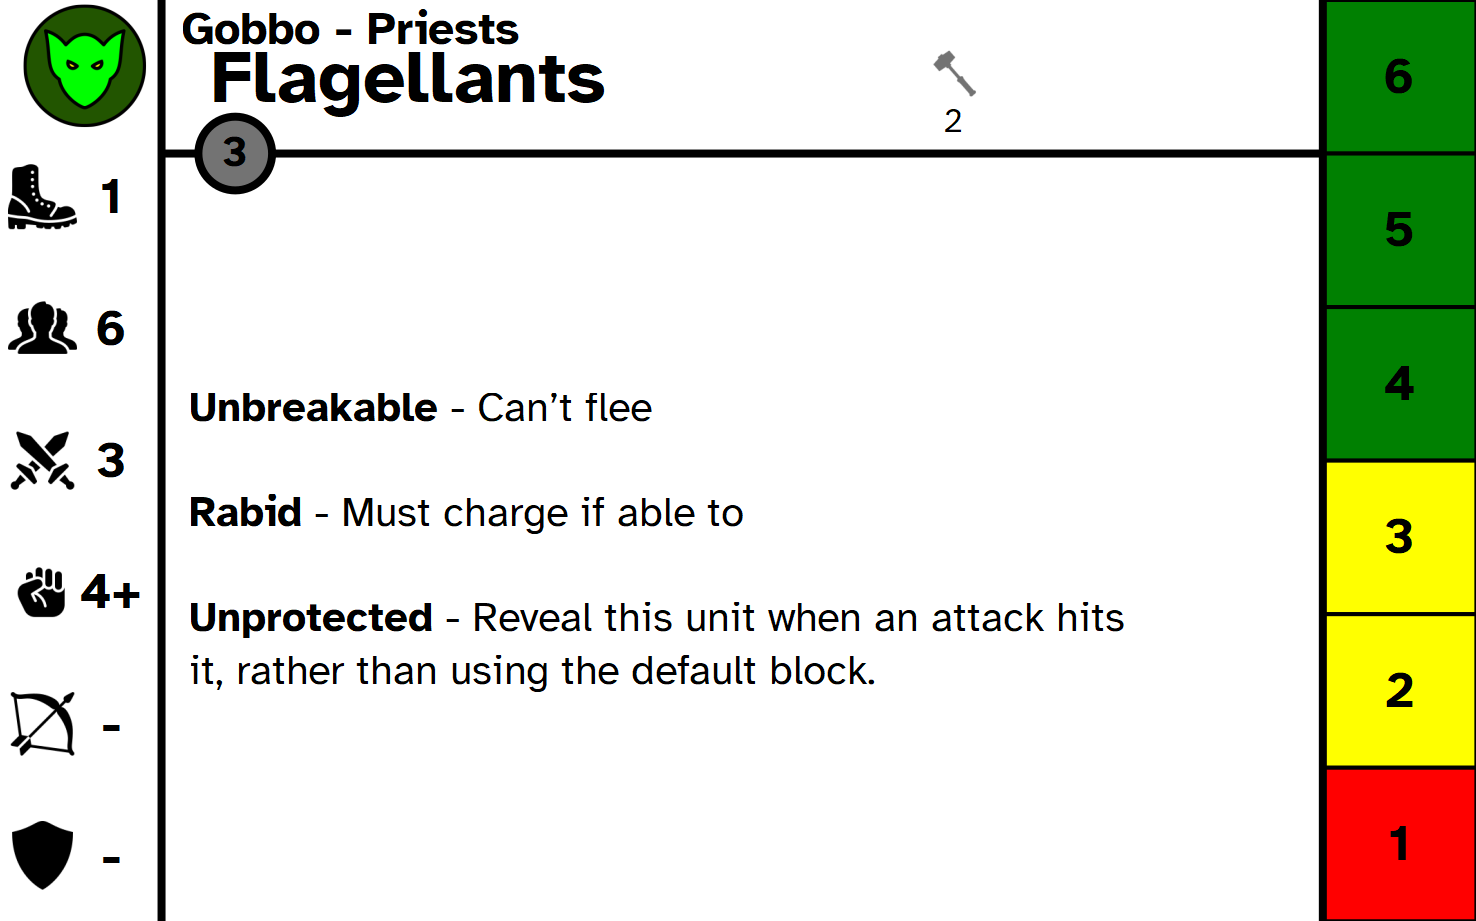 Gobbo - Priests
Flagellants
2
3
1
6
3
4+
-
-
Unbreakable - Can’t flee
Rabid - Must charge if able to
Unprotected - Reveal this unit when an attack hits
it, rather than using the default block.
6
5
4
3
2
1